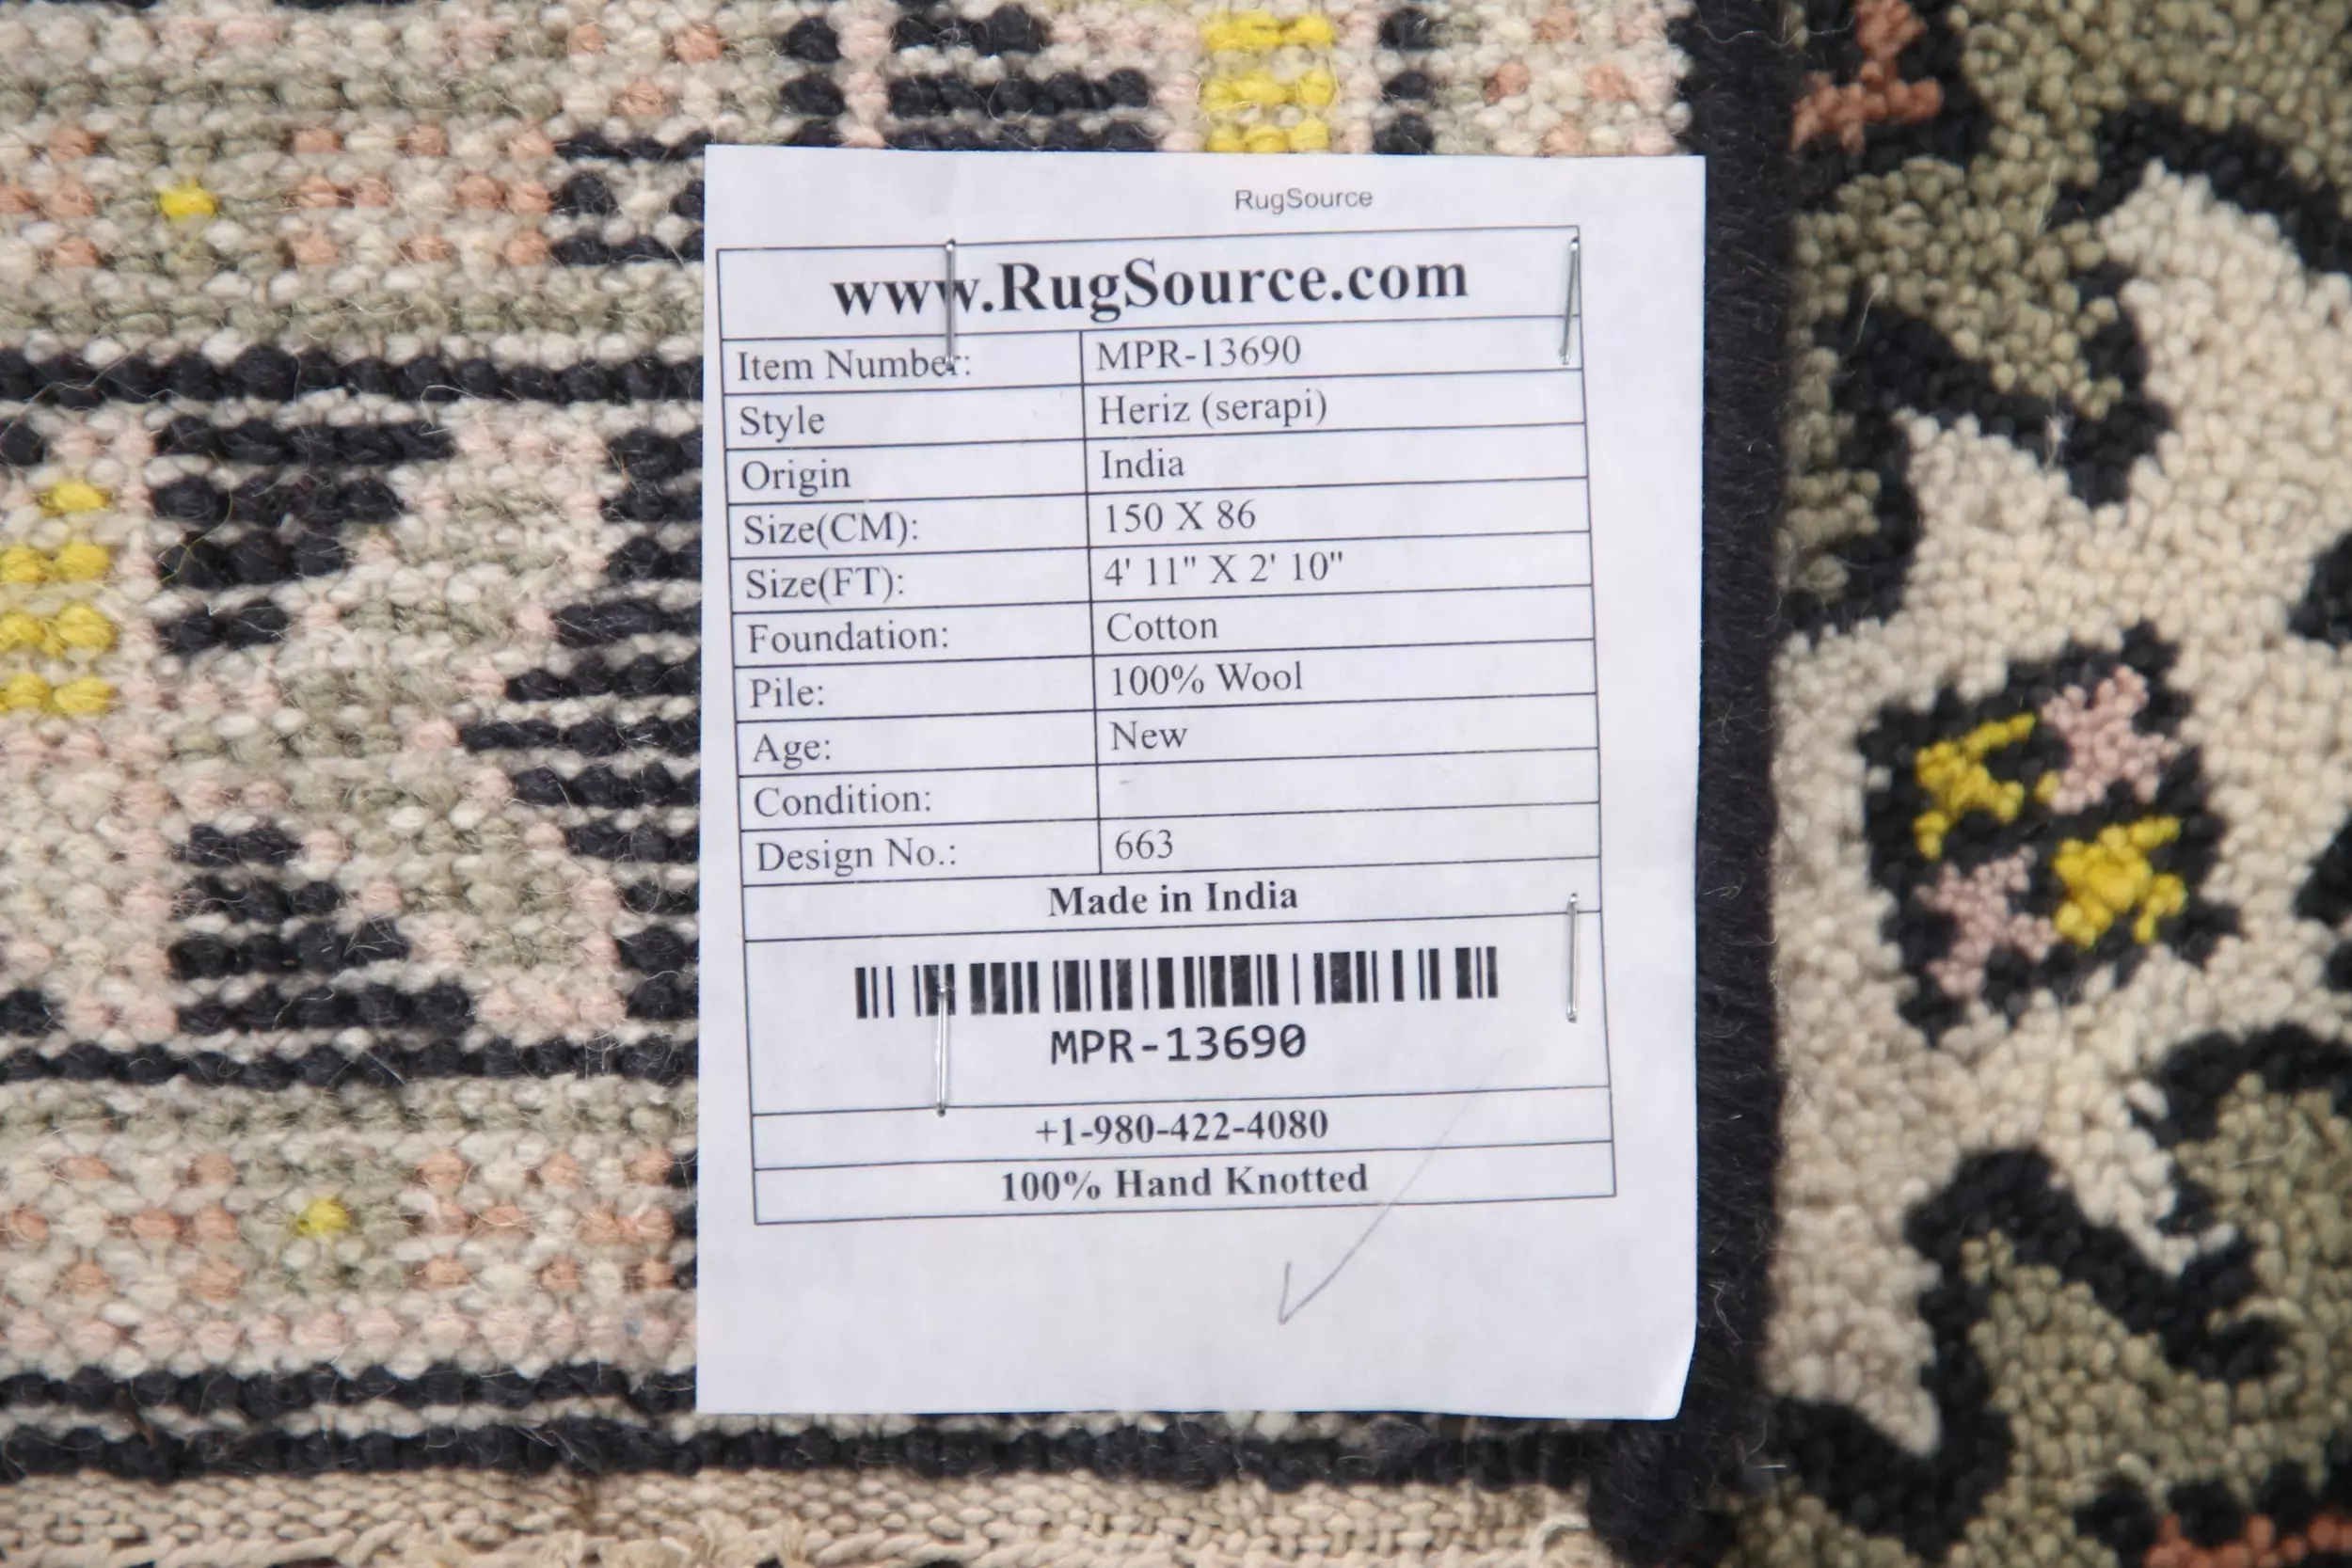 RugSource
www.RugSource.com
Item Number: MPR-13690
Style Heriz (serapi)
Origin India
Size(CM): 150 X 86
Size(FT): 4' 11" X 2' 10"
Foundation: Cotton
Pile: 100% Wool
Age: New
Condition:
Design No.: 663
Made in India
MPR-13690
+1-980-422-4080
100% Hand Knotted